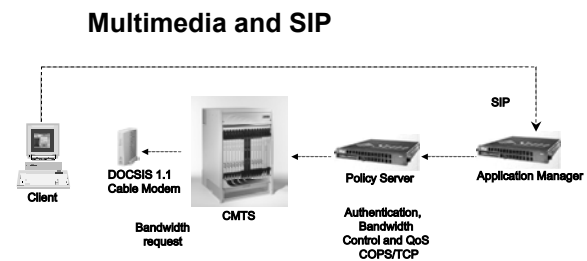 Multimedia and SIP
SIP
Client
DOCSIS 1.1
Cable Modem
CMTS
Policy Server
Application Manager
Bandwidth
request
Authentication,
Bandwidth
Control and QoS
COPS/TCP